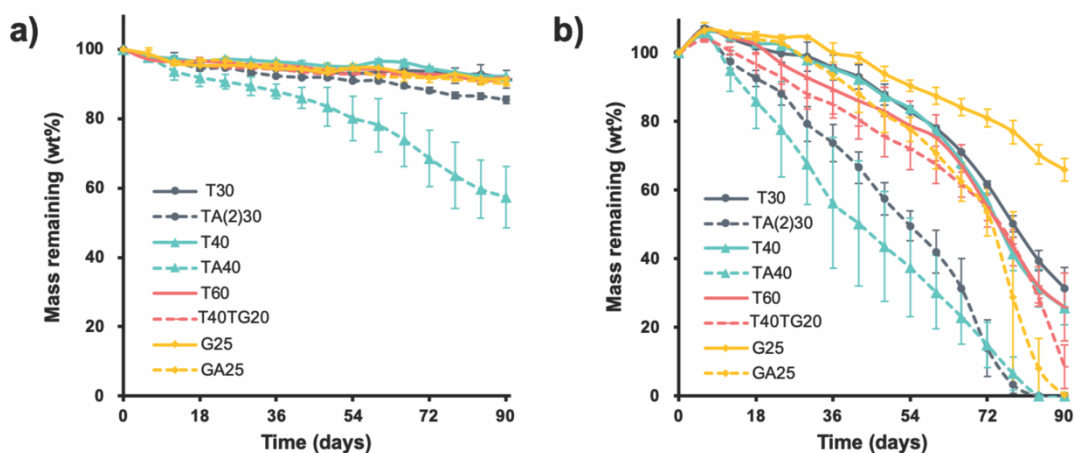 a)
Mass remaining (wt%)
100
80
60
40
20
0
T30
TA(2)30
T40
TA40
T60
T40TG20
G25
GA25
0 18 36 54 72 90
Time (days)
b)
Mass remaining (wt%)
100
80
60
40
20
0
T30
TA(2)30
T40
TA40
T60
T40TG20
G25
GA25
0 18 36 54 72 90
Time (days)